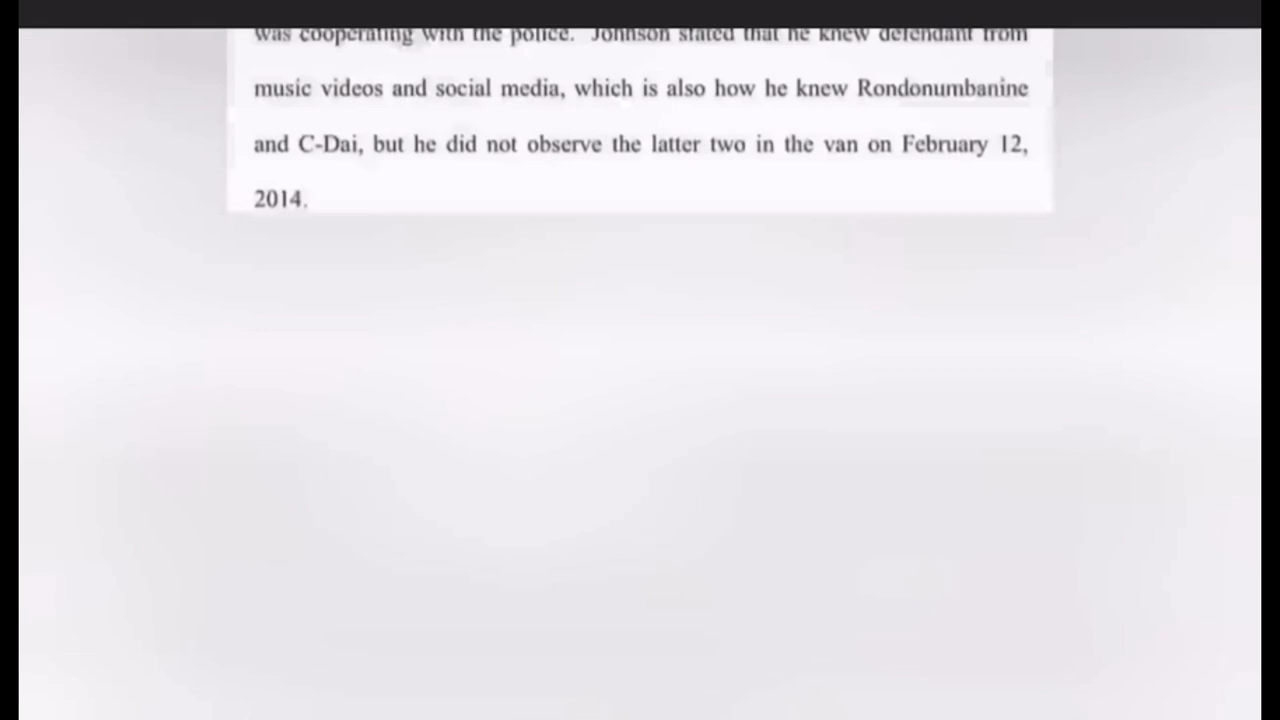 was cooperating with the police. Johnson stated that he knew defendant from
music videos and social media, which is also how he knew Rondonumbanine
and C-Dai, but he did not observe the latter two in the van on February 12,
2014.